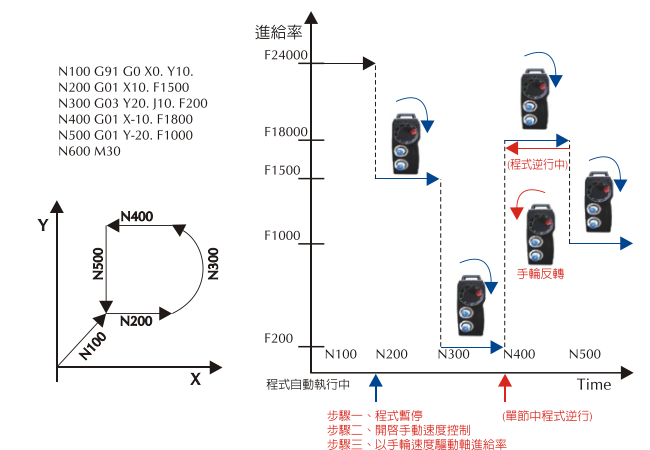 N100 G91 G0 X0. Y10.
N200 G01 X10. F1500
N300 G03 Y20. J10. F200
N400 G01 X-10. F1800
N500 G01 Y-20. F1000
N600 M30
Y
N400
N500
N300
N200
N100
X
進給率
F24000
F18000
F1500
F1000
F200
(程式逆行中)
手輪反轉
N100
N200
N300
N400
N500
程式自動執行中
Time
步驟一、程式暫停
步驟二、開啓手動速度控制
步驟三、以手輪速度驅動軸進給率
(單節中程式逆行)